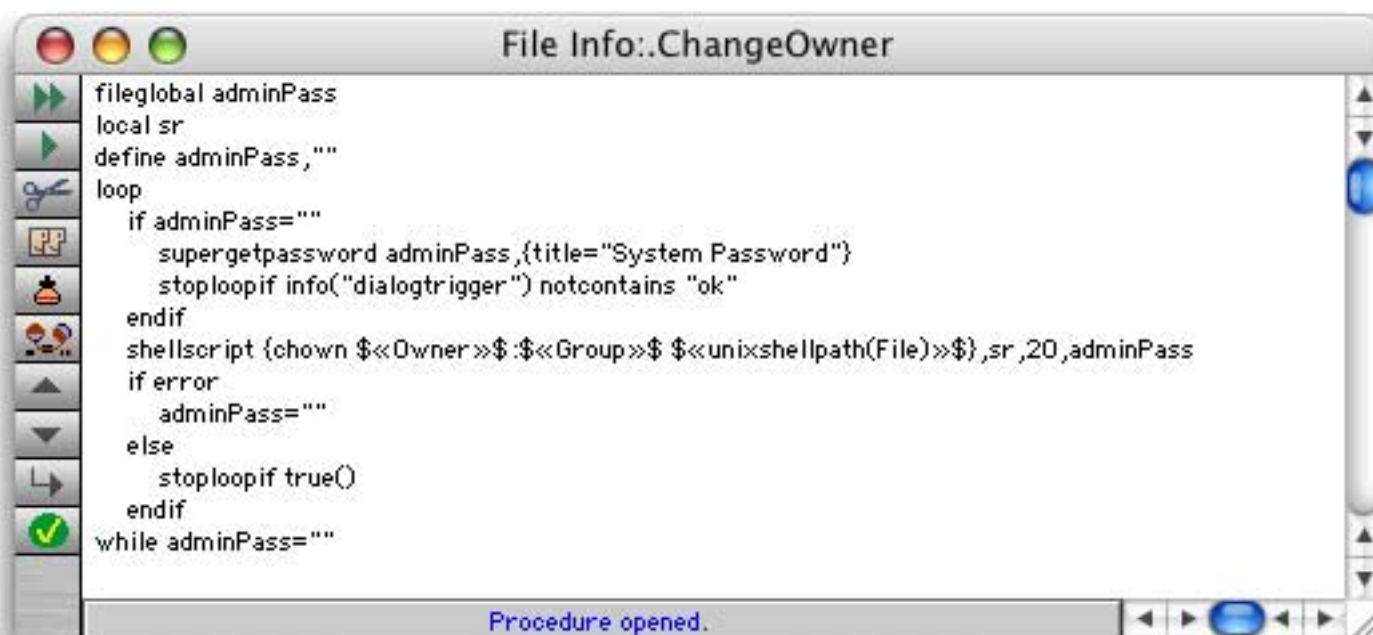 File Info:.ChangeOwner
fileglobal adminPass
local sr
define adminPass,""
loop
if adminPass=""
supergetpassword adminPass,{title="System Password"}
stoploopif info("dialogtrigger") notcontains "ok"
endif
shellscript {chown $«Owner»$:$«Group»$ $«unixshellpath(File)»$},sr,20,adminPass
if error
adminPass=""
else
stoploopif true()
endif
while adminPass=""
Procedure opened.